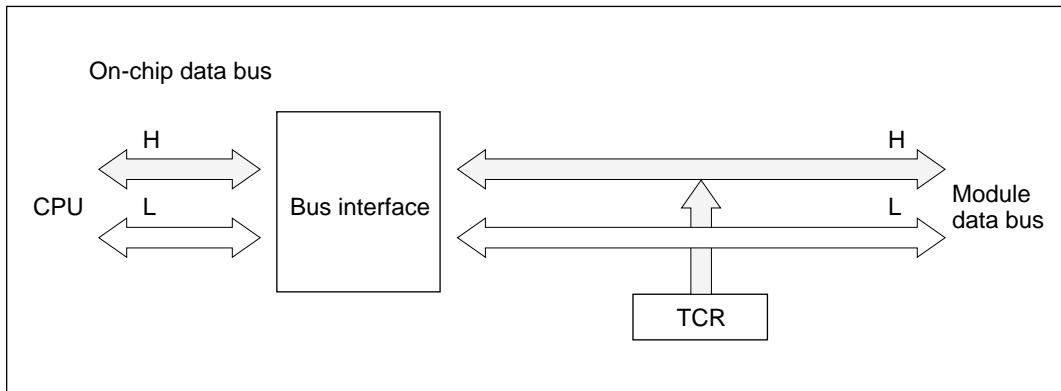 On-chip data bus
H
H
CPU
L
Bus interface
L
Module
data bus
TCR